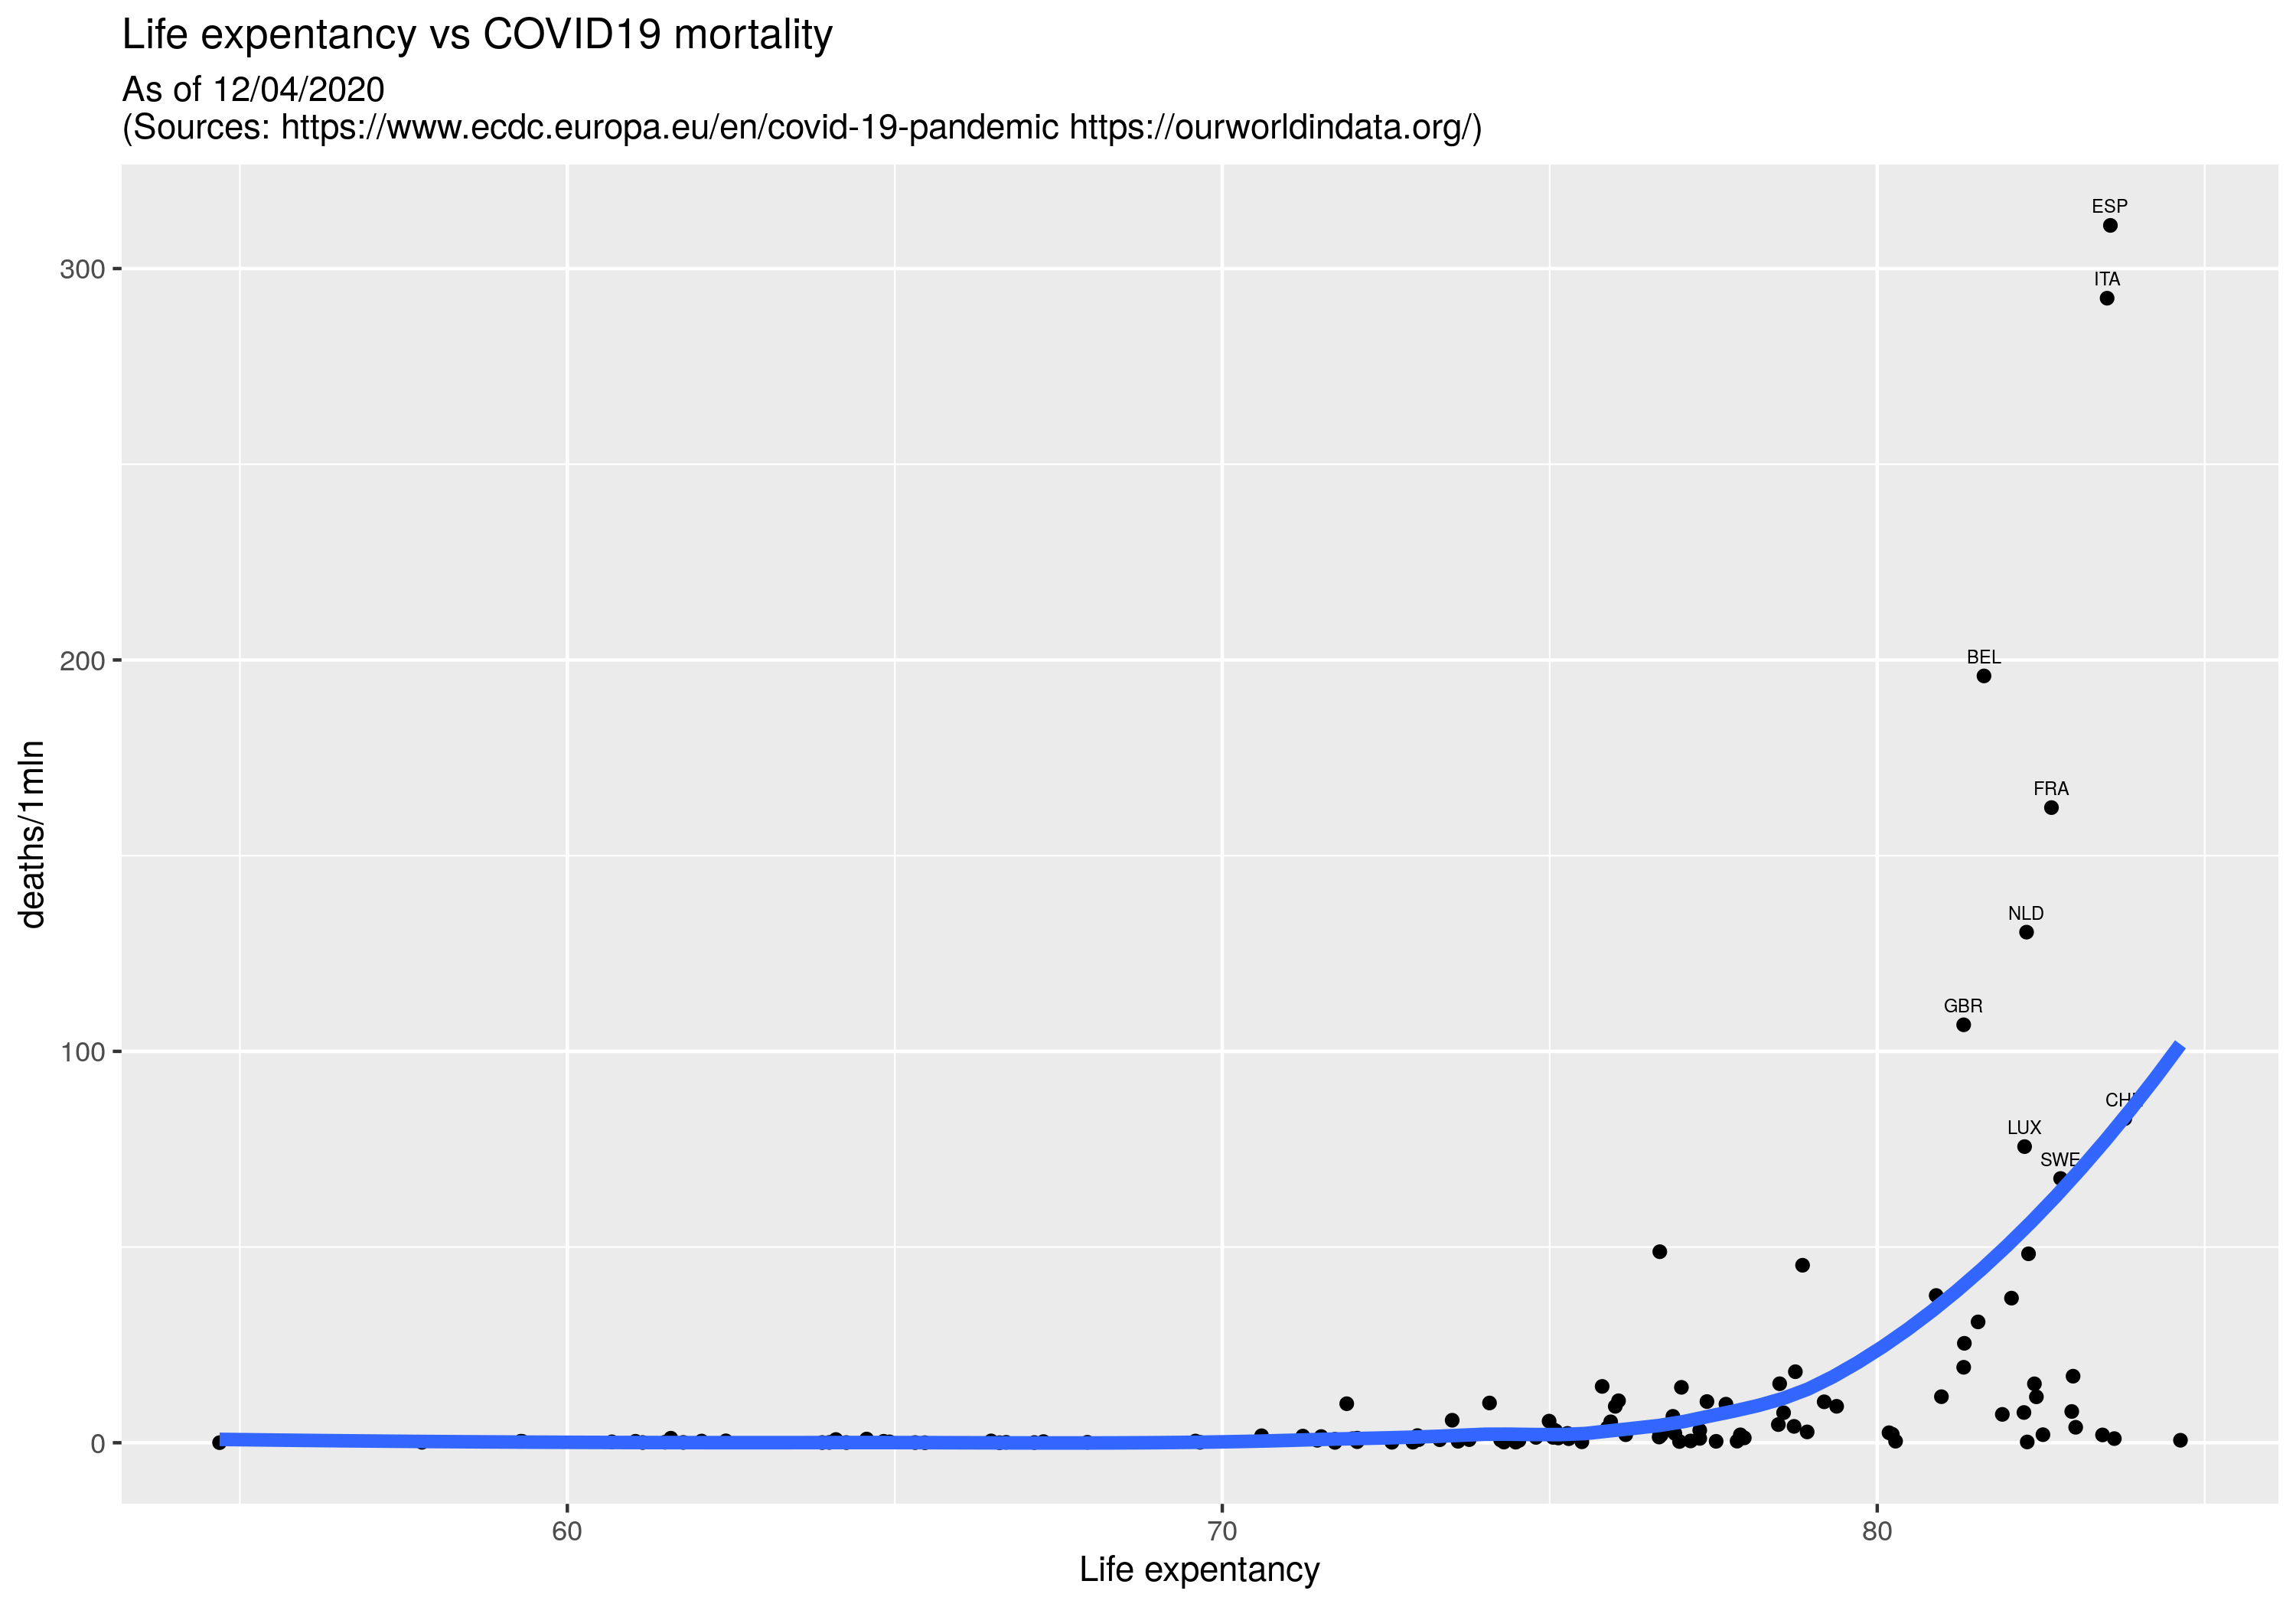 Life expentancy vs COVID19 mortality
As of 12/04/2020
(Sources: https://www.ecdc.europa.eu/en/covid-19-pandemic https://ourworldindata.org/)
deaths/1mln
300
200
100
0
ESP
ITA
BEL
FRA
NLD
GBR
LUX
SWE
60
70
80
Life expentancy